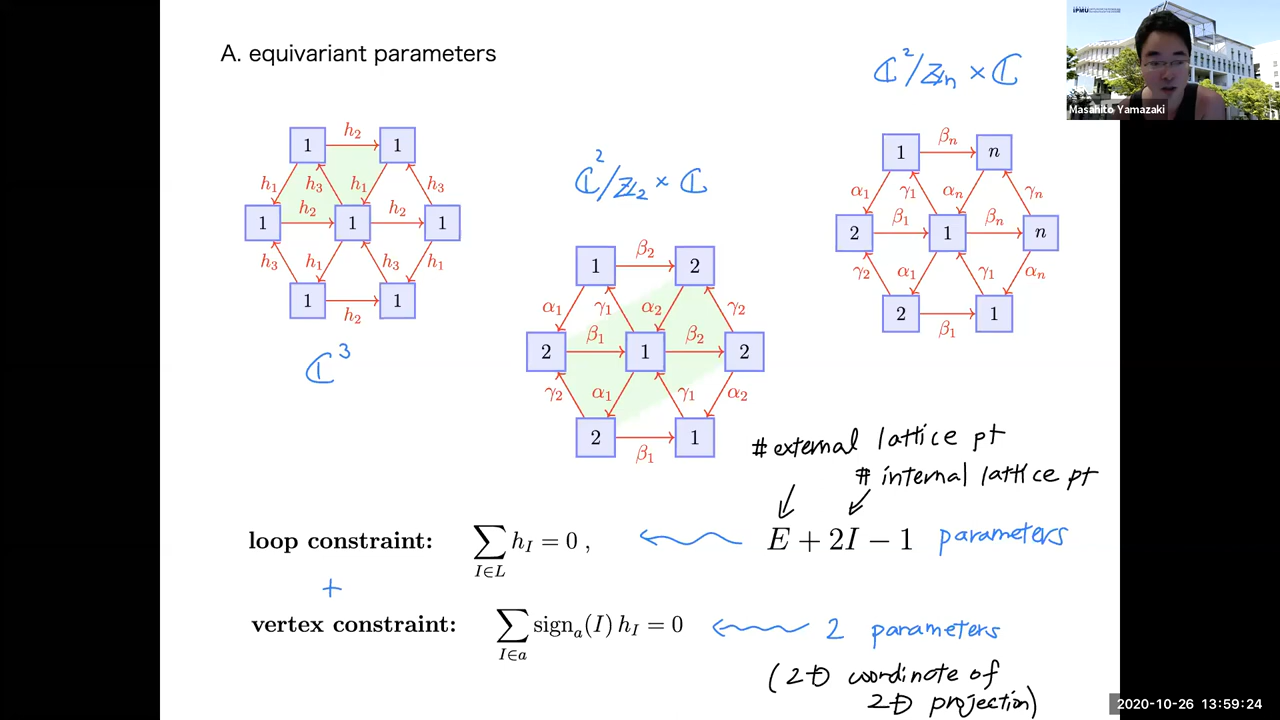 A. equivariant parameters
IPMU
Masahito Yamazaki
ℂ²/ℤₙ × ℂ
h₂
1 1
h₁ h₃ h₁ h₃
h₂ h₂
1 1 1
h₃ h₁ h₃ h₁
1 1
h₂
ℂ³
ℂ²/ℤ₂ × ℂ
β₂
1 2
α₁ γ₁ α₂ γ₂
β₁ β₂
2 1 2
γ₂ α₁ γ₁ α₂
2 1
β₁
βₙ
1 n
α₁ γ₁ αₙ γₙ
β₁ βₙ
2 1 n
γ₂ α₁ γ₁ αₙ
2 1
β₁
# external lattice pt
# internal lattice pt
loop constraint: ∑_{I∈L} h_I = 0 , E + 2I − 1 parameters
+
vertex constraint: ∑_{I∈a} sign_a(I) h_I = 0 2 parameters
(2D coordinate of
2D projection)
2020-10-26 13:59:24